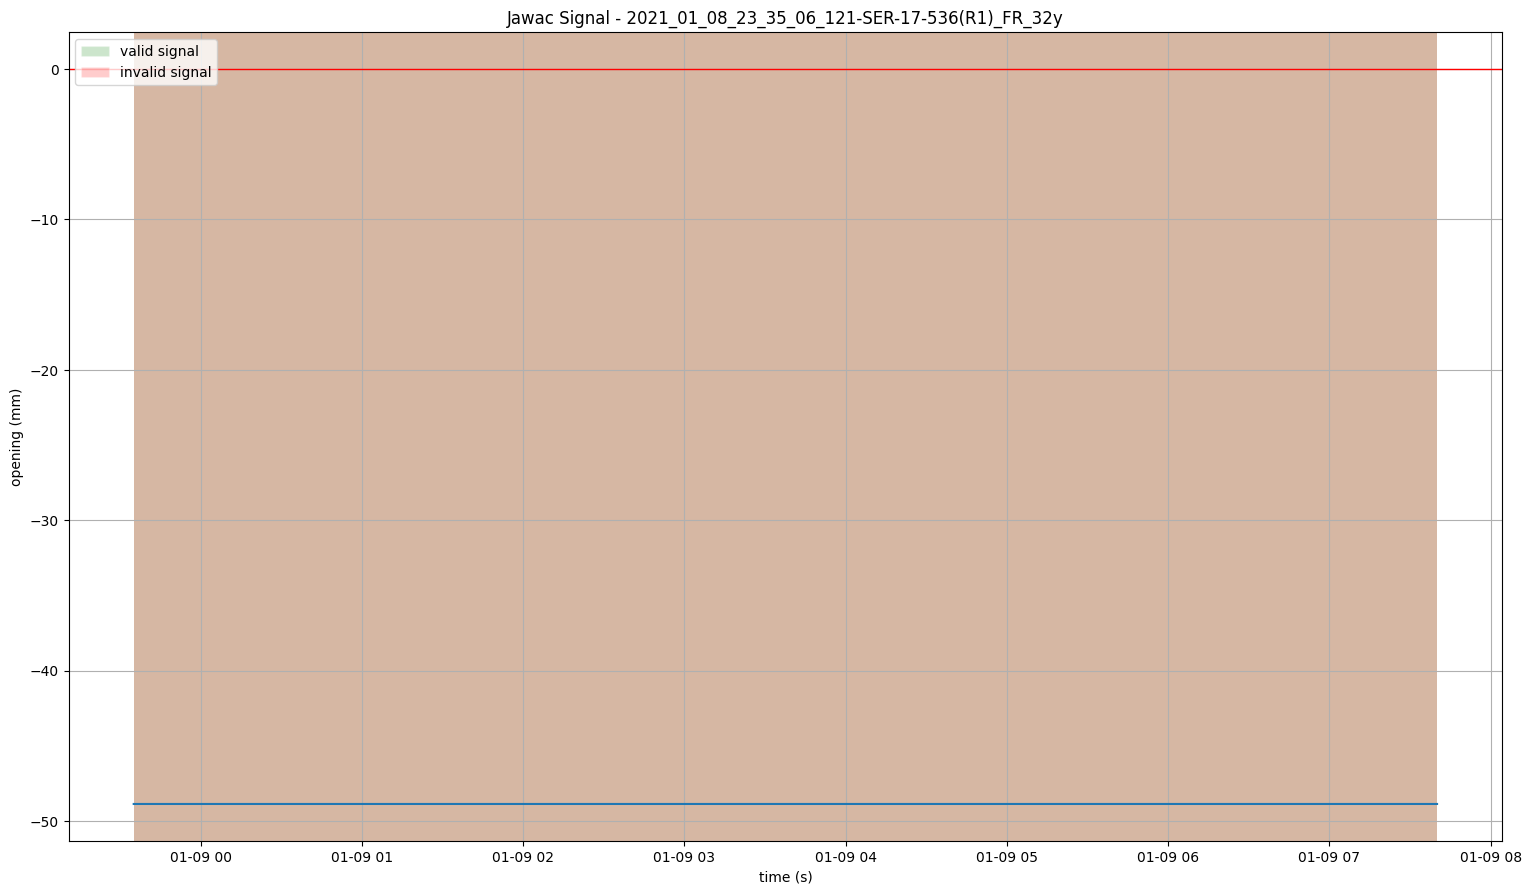 Jawac Signal - 2021_01_08_23_35_06_121-SER-17-536(R1)_FR_32y
valid signal
invalid signal
0
−10
−20
−30
−40
−50
opening (mm)
01-09 00 01-09 01 01-09 02 01-09 03 01-09 04 01-09 05 01-09 06 01-09 07 01-09 08
time (s)